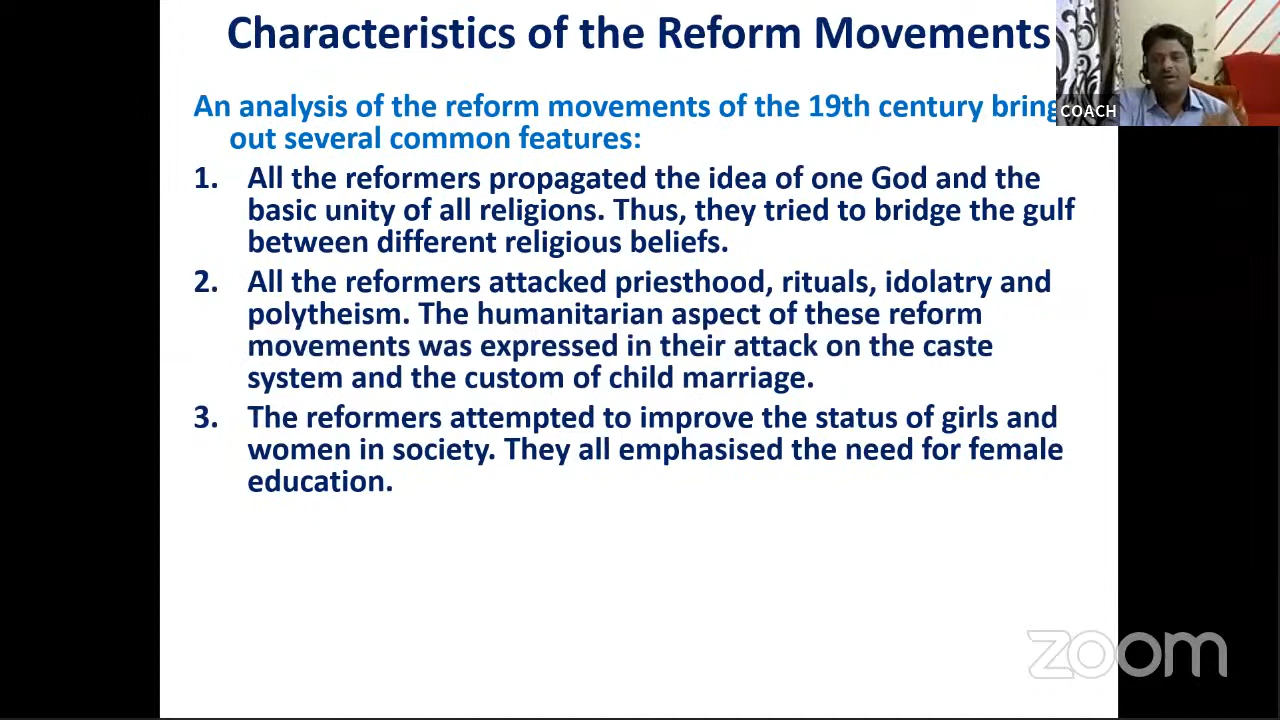 Characteristics of the Reform Movements
COACH
An analysis of the reform movements of the 19th century bring
out several common features:
1. All the reformers propagated the idea of one God and the
basic unity of all religions. Thus, they tried to bridge the gulf
between different religious beliefs.
2. All the reformers attacked priesthood, rituals, idolatry and
polytheism. The humanitarian aspect of these reform
movements was expressed in their attack on the caste
system and the custom of child marriage.
3. The reformers attempted to improve the status of girls and
women in society. They all emphasised the need for female
education.
zoom